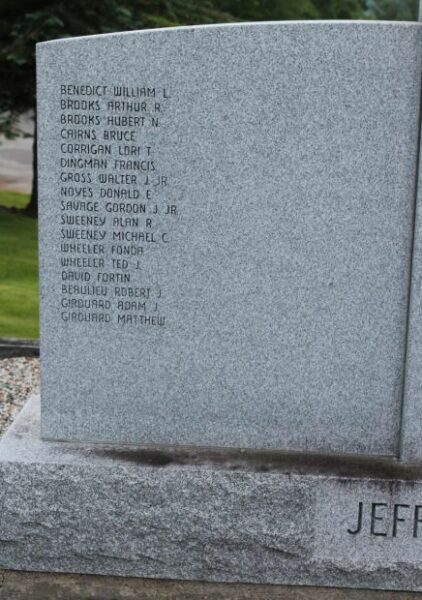 BENEDICT WILLIAM L.
BROOKS ARTHUR R.
BROOKS HUBERT N.
CAIRNS BRUCE
CORRIGAN LORI T.
DINGMAN FRANCIS
GROSS WALTER J. JR.
NOYES DONALD E.
SAVAGE GORDON J. JR.
SWEENEY ALAN R.
SWEENEY MICHAEL C.
WHEELER FONDA
WHEELER TED J.
DAVID FORTIN
BEAULIEU ROBERT J.
GIROUARD ADAM J.
GIROUARD MATTHEW
JEFF